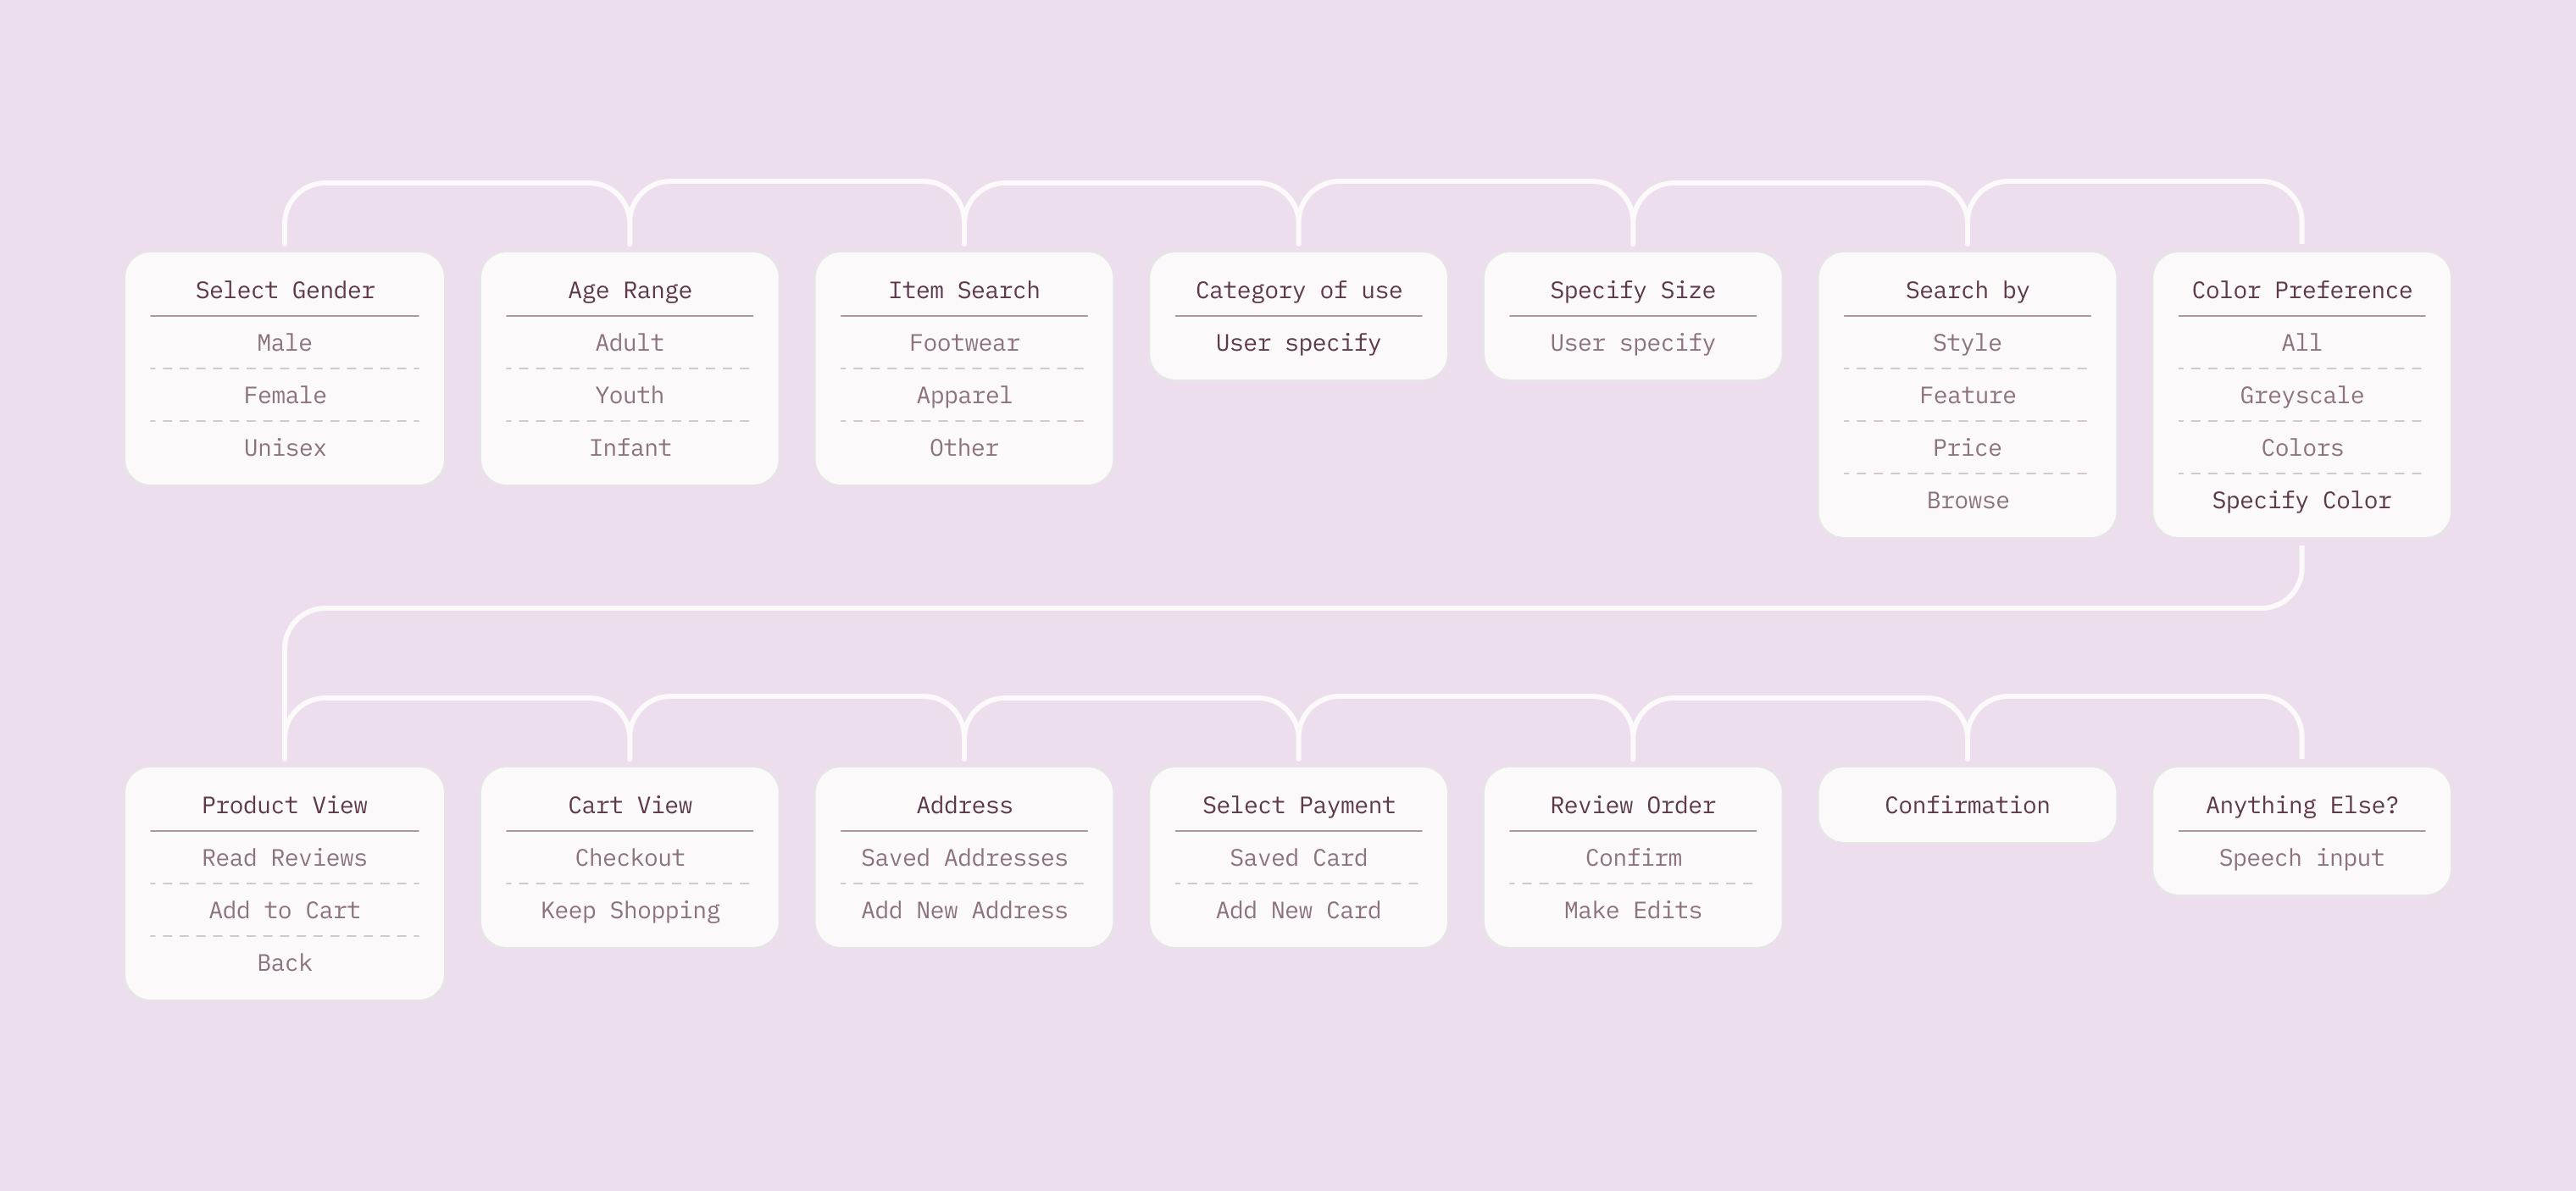 Select Gender
Male
Female
Unisex
Age Range
Adult
Youth
Infant
Item Search
Footwear
Apparel
Other
Category of use
User specify
Specify Size
User specify
Search by
Style
Feature
Price
Browse
Color Preference
All
Greyscale
Colors
Specify Color
Product View
Read Reviews
Add to Cart
Back
Cart View
Checkout
Keep Shopping
Address
Saved Addresses
Add New Address
Select Payment
Saved Card
Add New Card
Review Order
Confirm
Make Edits
Confirmation
Anything Else?
Speech input